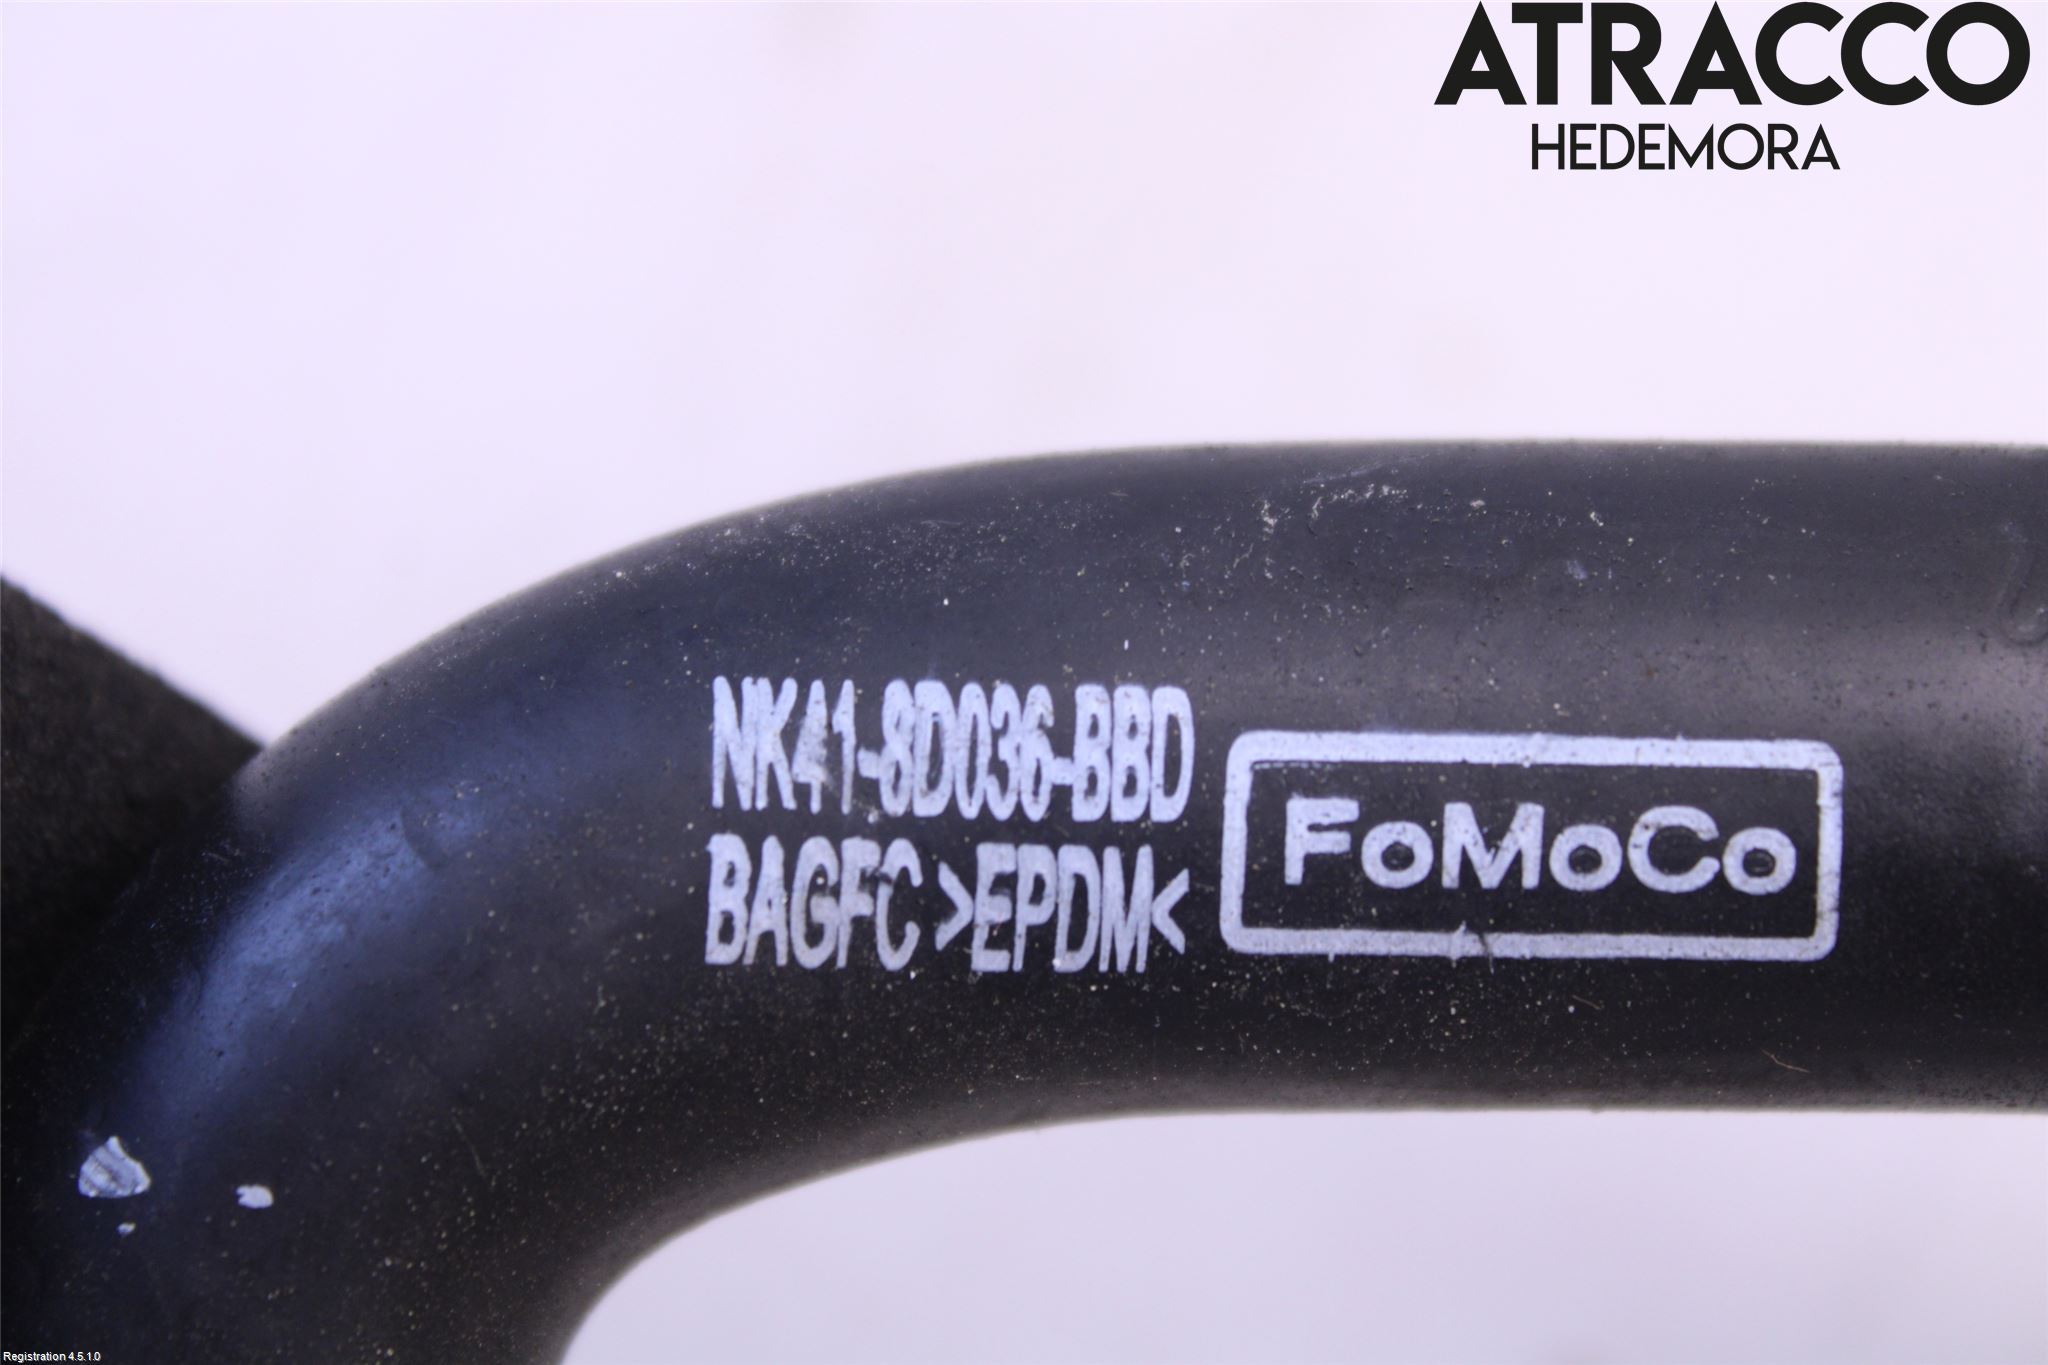 ATRACCO
HEDEMORA
NK41-8D036-BBD
BAGFC >EPDM<
FoMoCo
Registration 4.5.1.0